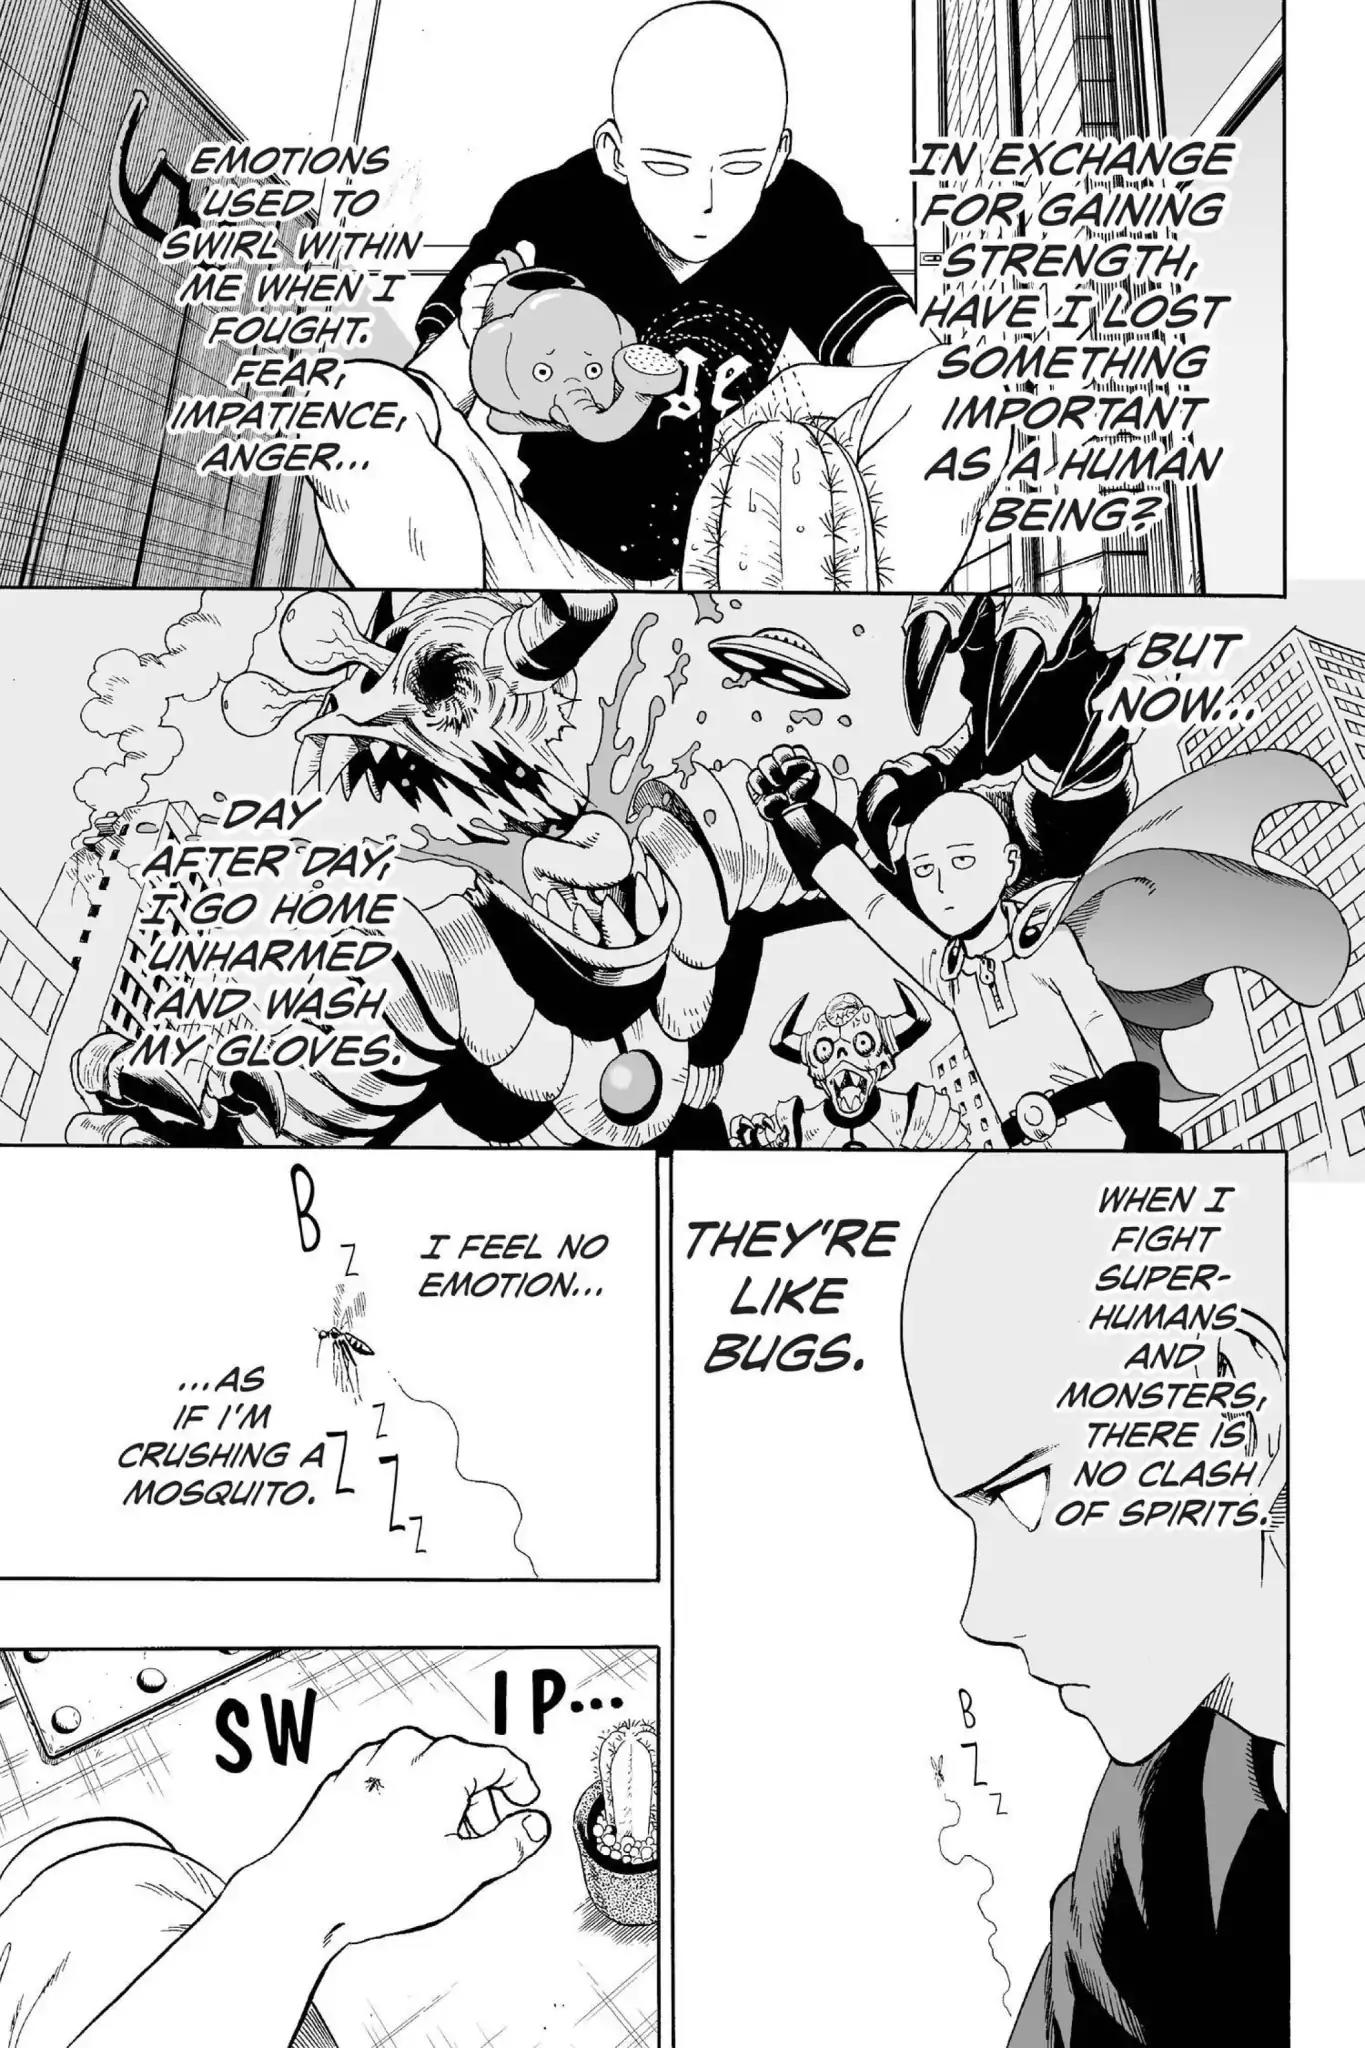 IN EXCHANGE
FOR GAINING
STRENGTH,
HAVE I LOST
SOMETHING
IMPORTANT
AS A HUMAN
BEING?
EMOTIONS
USED TO
SWIRL WITHIN
ME WHEN I
FOUGHT.
FEAR,
IMPATIENCE,
ANGER...
BUT
NOW...
DAY
AFTER DAY,
I GO HOME
UNHARMED
AND WASH
MY GLOVES.
WHEN I
FIGHT
SUPER-
HUMANS
AND
MONSTERS,
THERE IS
NO CLASH
OF SPIRITS.
THEY'RE
LIKE
BUGS.
B
Z
Z
I FEEL NO
EMOTION...
B
Z
Z
Z
Z
Z
...AS
IF I'M
CRUSHING A
MOSQUITO.
SWIP...